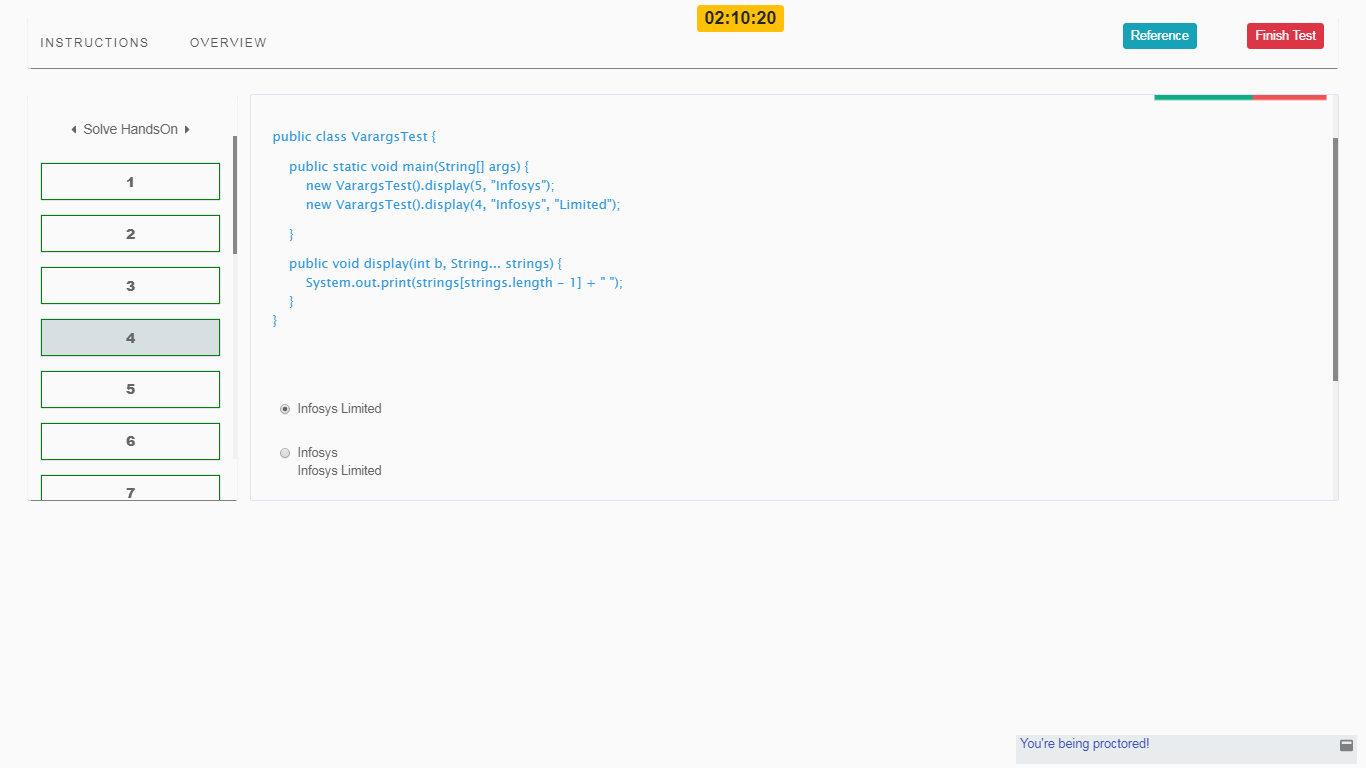 02:10:20
INSTRUCTIONS
OVERVIEW
Reference
Finish Test
Solve HandsOn
1
2
3
4
5
6
7
public class VarargsTest {
public static void main(String[] args) {
new VarargsTest().display(5, "Infosys");
new VarargsTest().display(4, "Infosys", "Limited");
}
public void display(int b, String... strings) {
System.out.print(strings[strings.length - 1] + " ");
}
}
Infosys Limited
Infosys
Infosys Limited
You're being proctored!